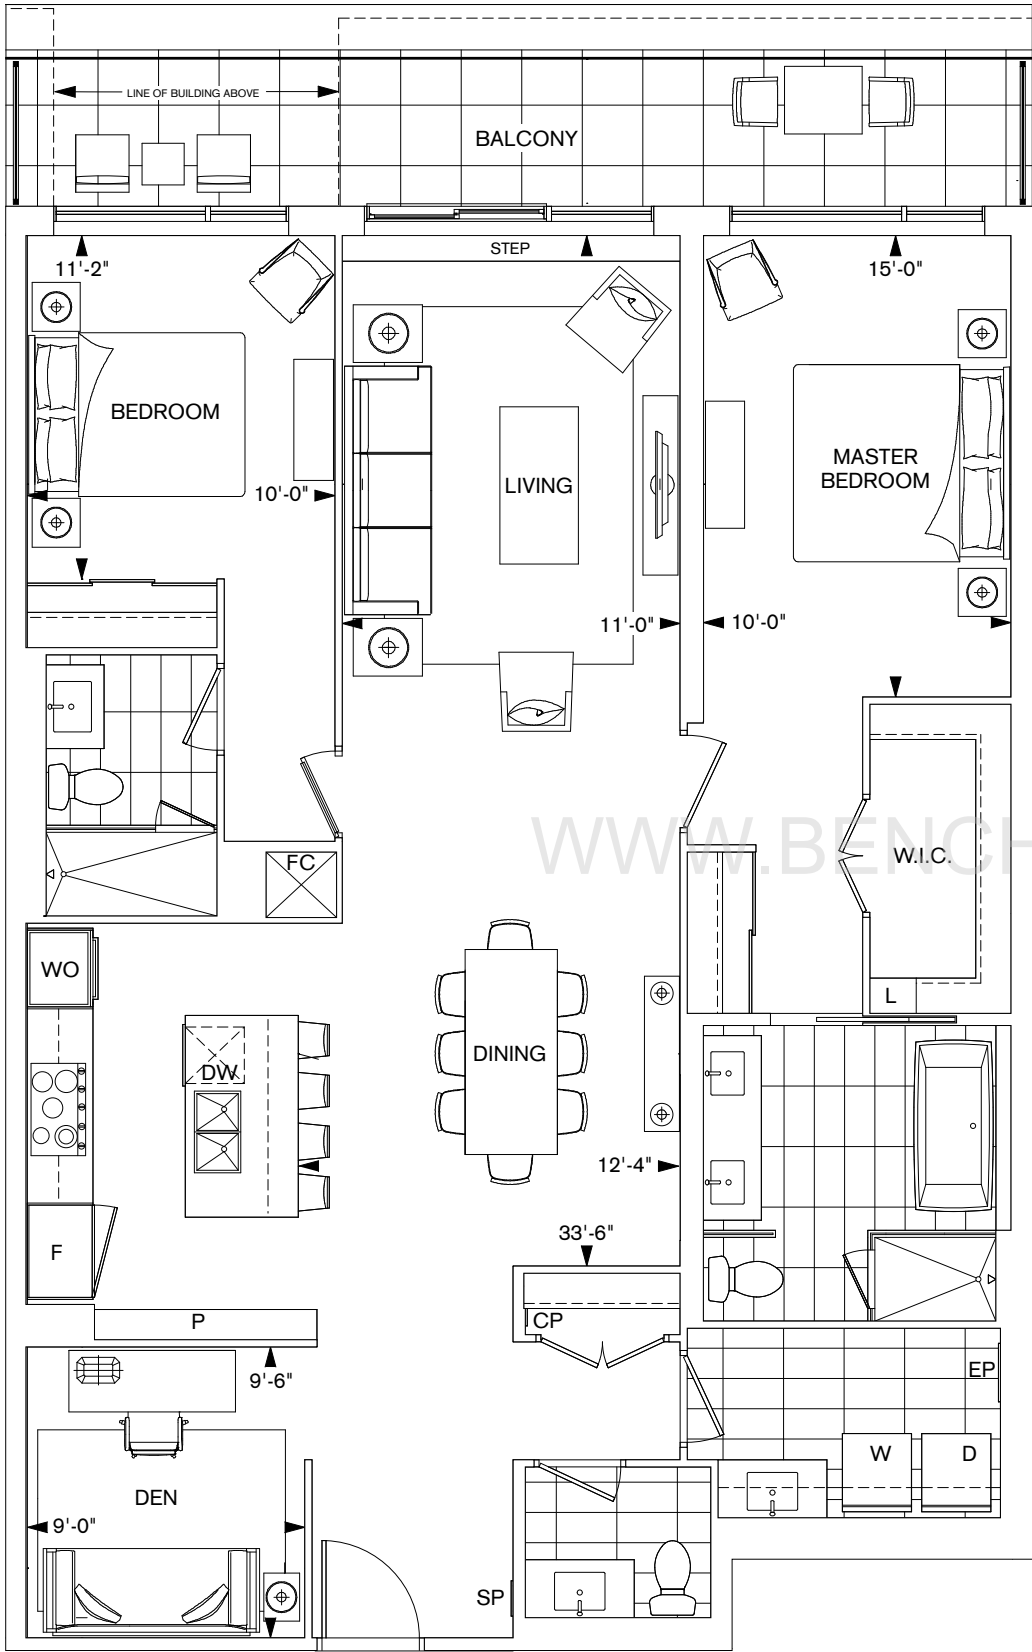 LINE OF BUILDING ABOVE
BALCONY
STEP
11'-2"
15'-0"
BEDROOM
MASTER
BEDROOM
LIVING
10'-0"
11'-0"
10'-0"
WWW.BENCH
W.I.C.
FC
WO
L
DINING
DW
12'-4"
F
33'-6"
P
CP
9'-6"
EP
W
D
DEN
9'-0"
SP